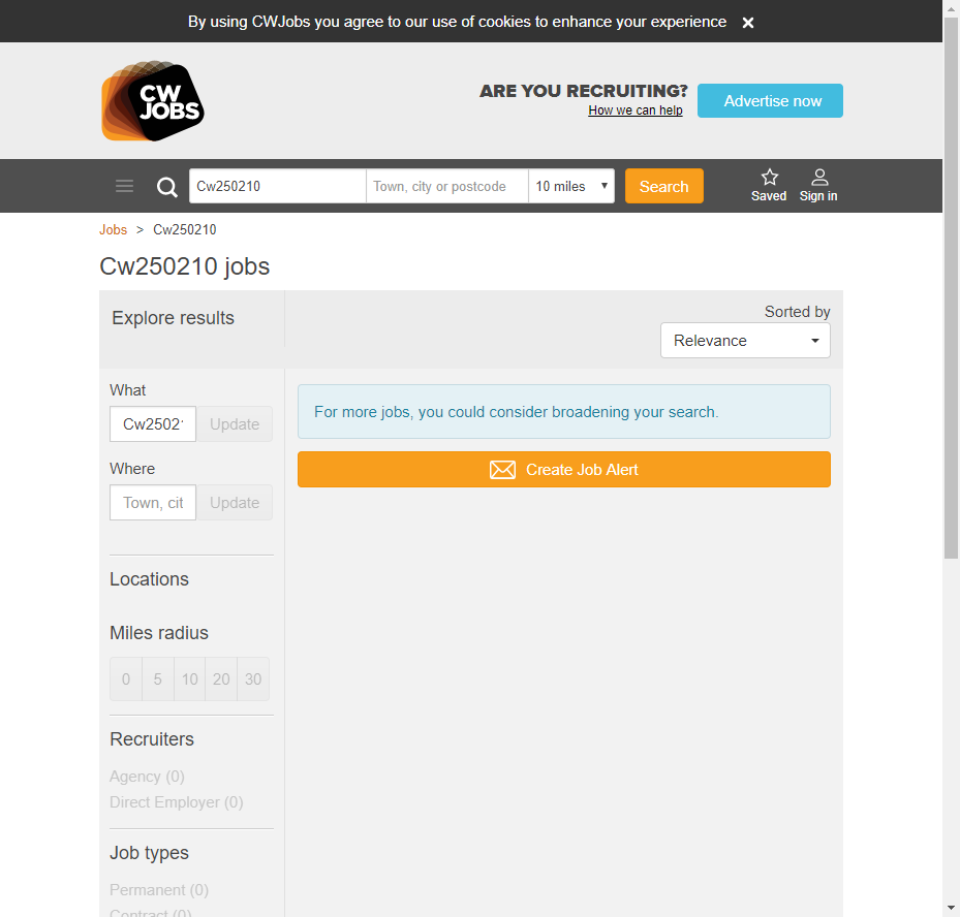 By using CWJobs you agree to our use of cookies to enhance your experience ×
CW
JOBS
ARE YOU RECRUITING?
How we can help
Advertise now
Cw250210
Town, city or postcode
10 miles
Search
Saved
Sign in
Jobs > Cw250210
Cw250210 jobs
Explore results
Sorted by
Relevance
What
Cw2502
Update
Where
Town, cit
Update
Locations
Miles radius
0 5 10 20 30
Recruiters
Agency (0)
Direct Employer (0)
Job types
Permanent (0)
Contract (0)
For more jobs, you could consider broadening your search.
Create Job Alert